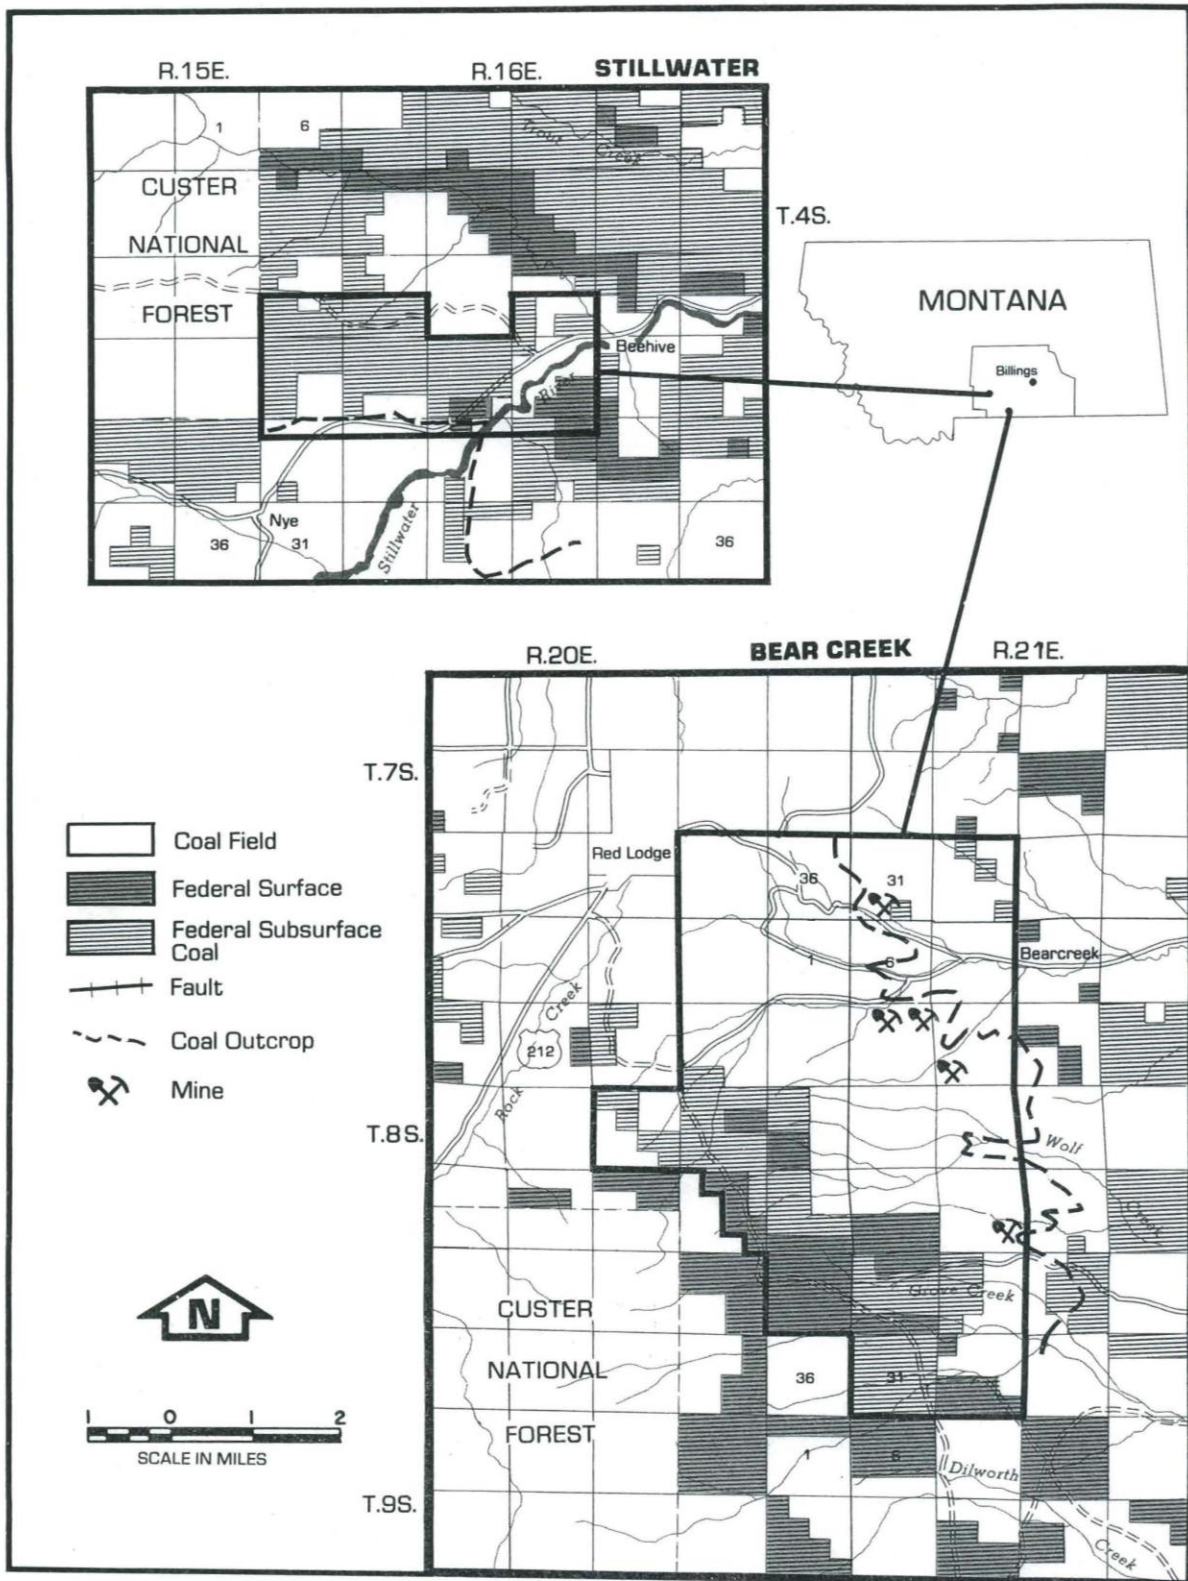 R.15E.
R.16E.
STILLWATER
1
6
Trout Creek
CUSTER
NATIONAL
FOREST
T.4S.
MONTANA
Billings
Beehive
River
Nye
36
31
Stillwater
36
R.20E.
BEAR CREEK
R.21E.
T.7S.
Coal Field
Federal Surface
Federal Subsurface
Coal
Fault
Coal Outcrop
Mine
Red Lodge
36
31
1
6
Bearcreek
Rock Creek
212
T.8S.
Wolf
Creek
Grove Creek
CUSTER
NATIONAL
FOREST
36
31
1
6
Dilworth
Creek
T.9S.
N
1 0 1 2
SCALE IN MILES